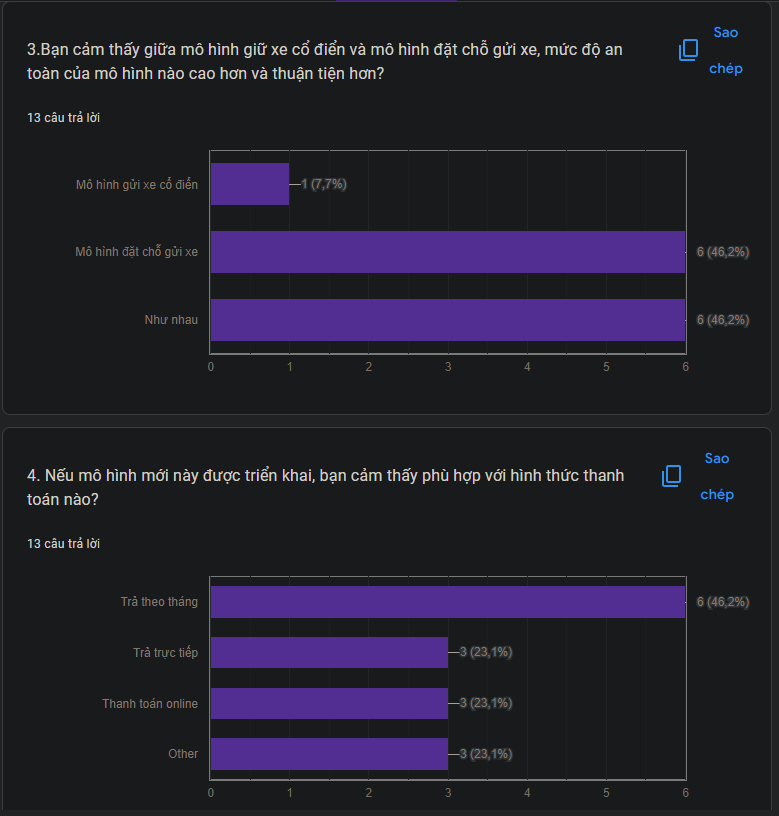 3.Bạn cảm thấy giữa mô hình giữ xe cổ điển và mô hình đặt chỗ gửi xe, mức độ an
toàn của mô hình nào cao hơn và thuận tiện hơn?
Sao
chép
13 câu trả lời
Mô hình gửi xe cổ điển
1 (7,7%)
Mô hình đặt chỗ gửi xe
6 (46,2%)
Như nhau
6 (46,2%)
0 1 2 3 4 5 6
4. Nếu mô hình mới này được triển khai, bạn cảm thấy phù hợp với hình thức thanh
toán nào?
Sao
chép
13 câu trả lời
Trả theo tháng
6 (46,2%)
Trả trực tiếp
3 (23,1%)
Thanh toán online
3 (23,1%)
Other
3 (23,1%)
0 1 2 3 4 5 6